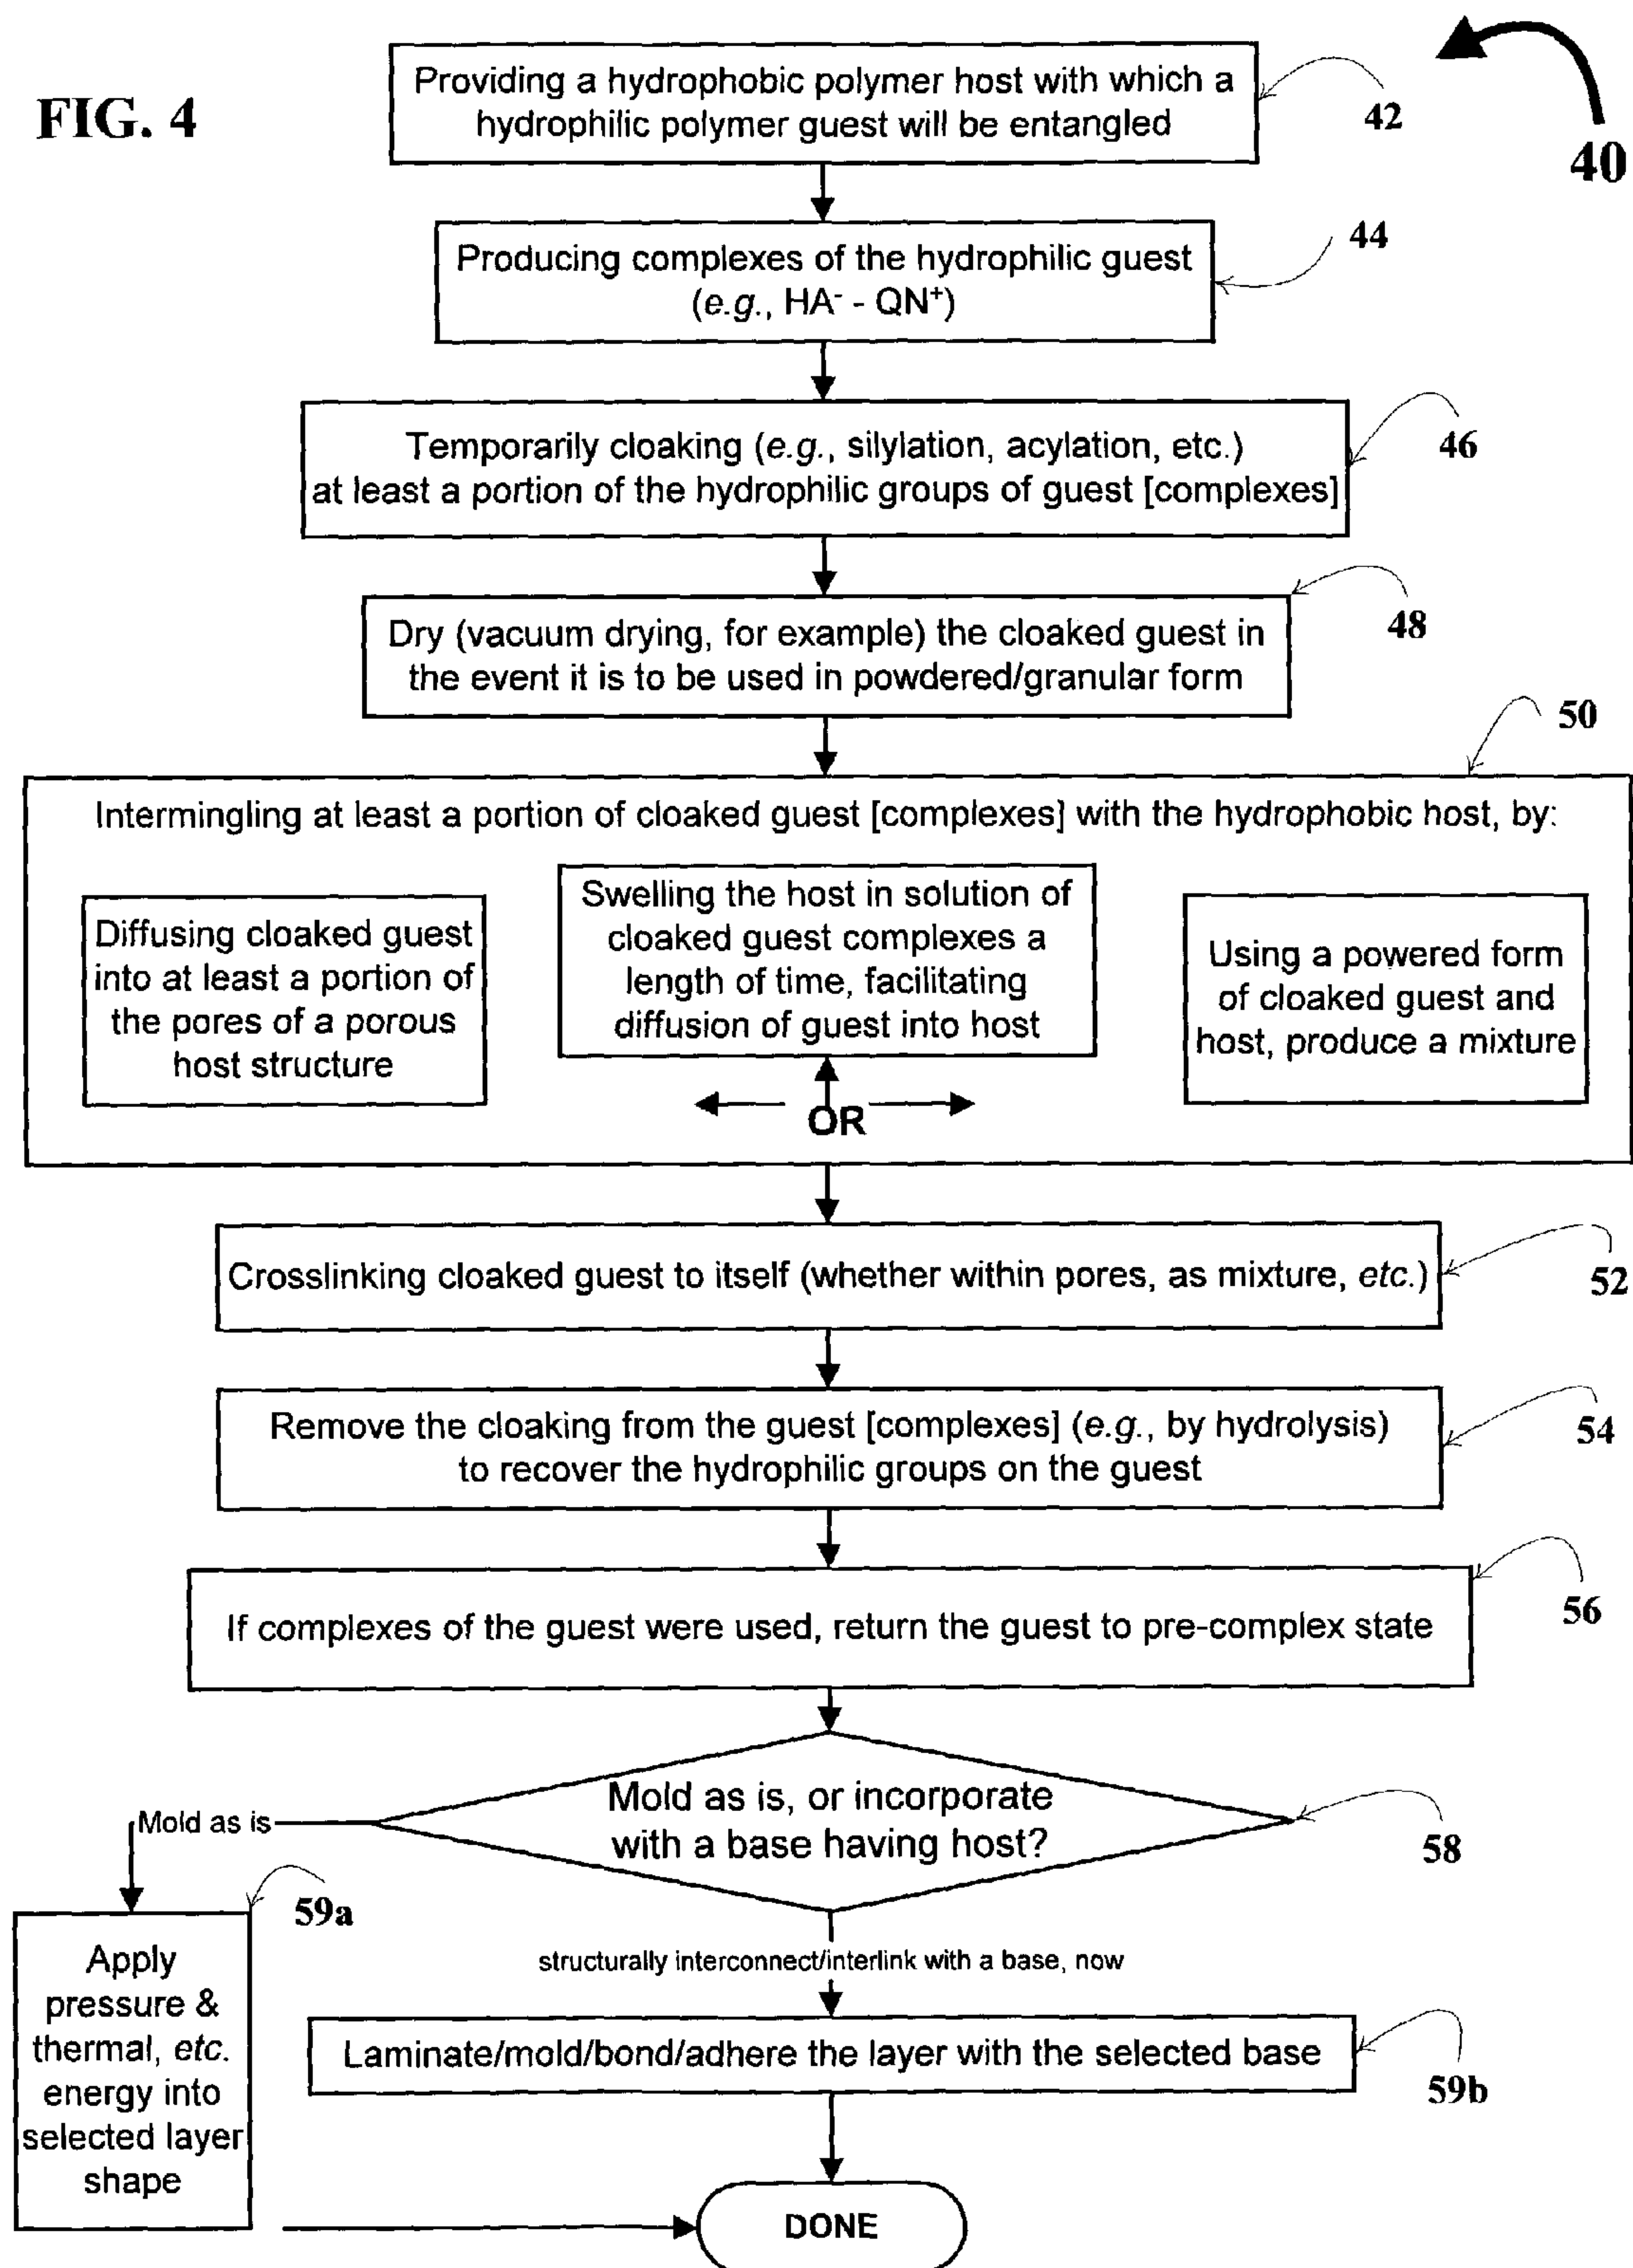 FIG. 4
40
Providing a hydrophobic polymer host with which a
hydrophilic polymer guest will be entangled
42
Producing complexes of the hydrophilic guest
(e.g., HA⁻ - QN⁺)
44
Temporarily cloaking (e.g., silylation, acylation, etc.)
at least a portion of the hydrophilic groups of guest [complexes]
46
Dry (vacuum drying, for example) the cloaked guest in
the event it is to be used in powdered/granular form
48
50
Intermingling at least a portion of cloaked guest [complexes] with the hydrophobic host, by:
Diffusing cloaked guest
into at least a portion of
the pores of a porous
host structure
Swelling the host in solution of
cloaked guest complexes a
length of time, facilitating
diffusion of guest into host
Using a powered form
of cloaked guest and
host, produce a mixture
OR
Crosslinking cloaked guest to itself (whether within pores, as mixture, etc.)
52
Remove the cloaking from the guest [complexes] (e.g., by hydrolysis)
to recover the hydrophilic groups on the guest
54
If complexes of the guest were used, return the guest to pre-complex state
56
Mold as is, or incorporate
with a base having host?
58
Mold as is
59a
Apply
pressure &
thermal, etc.
energy into
selected layer
shape
structurally interconnect/interlink with a base, now
Laminate/mold/bond/adhere the layer with the selected base
59b
DONE